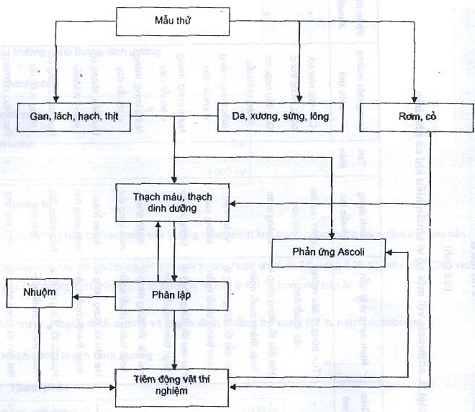 Mẫu thử
Gan, lách, hạch, thịt
Da, xương, sừng, lông
Rơm, cỏ
Thạch máu, thạch
dinh dưỡng
Phản ứng Ascoli
Nhuộm
Phân lập
Tiêm động vật thí
nghiệm